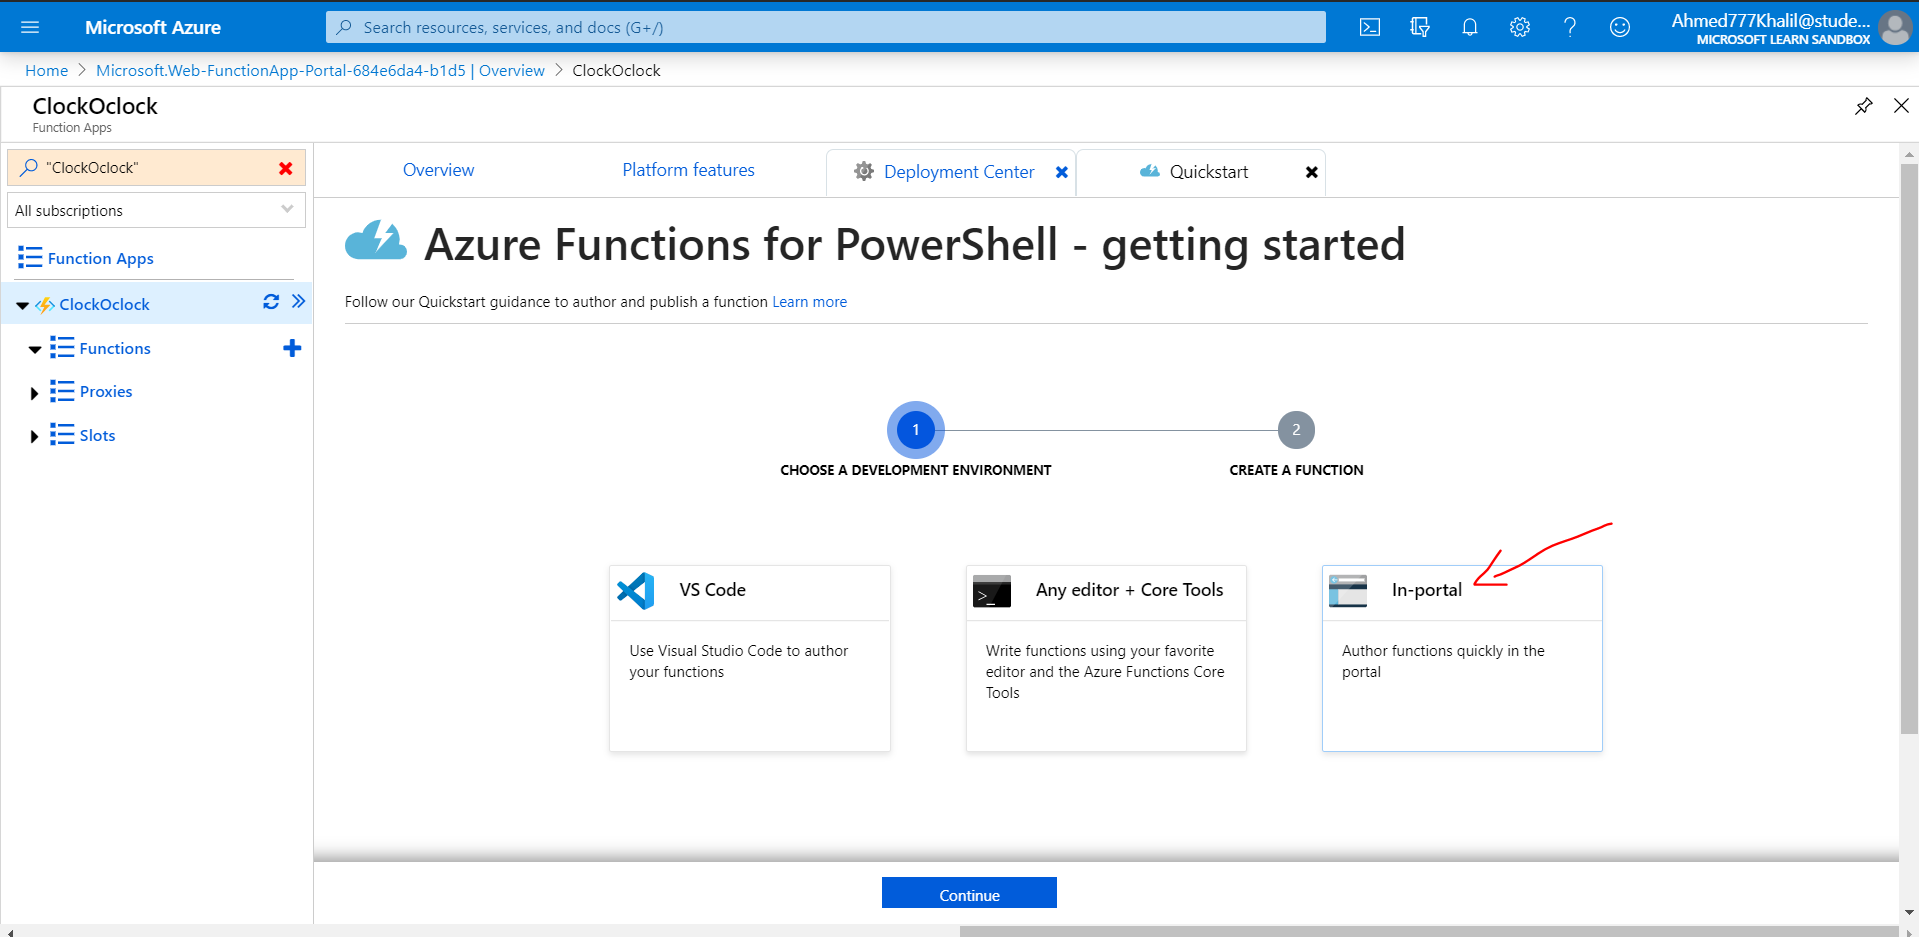 Microsoft Azure
Search resources, services, and docs (G+/)
Ahmed777Khalil@stude...
MICROSOFT LEARN SANDBOX
Home > Microsoft.Web-FunctionApp-Portal-684e6da4-b1d5 | Overview > ClockOclock
ClockOclock
Function Apps
"ClockOclock"
All subscriptions
Function Apps
ClockOclock
Functions
Proxies
Slots
Overview
Platform features
Deployment Center
Quickstart
Azure Functions for PowerShell - getting started
Follow our Quickstart guidance to author and publish a function Learn more
1
2
CHOOSE A DEVELOPMENT ENVIRONMENT
CREATE A FUNCTION
VS Code
Use Visual Studio Code to author
your functions
Any editor + Core Tools
Write functions using your favorite
editor and the Azure Functions Core
Tools
In-portal
Author functions quickly in the
portal
Continue